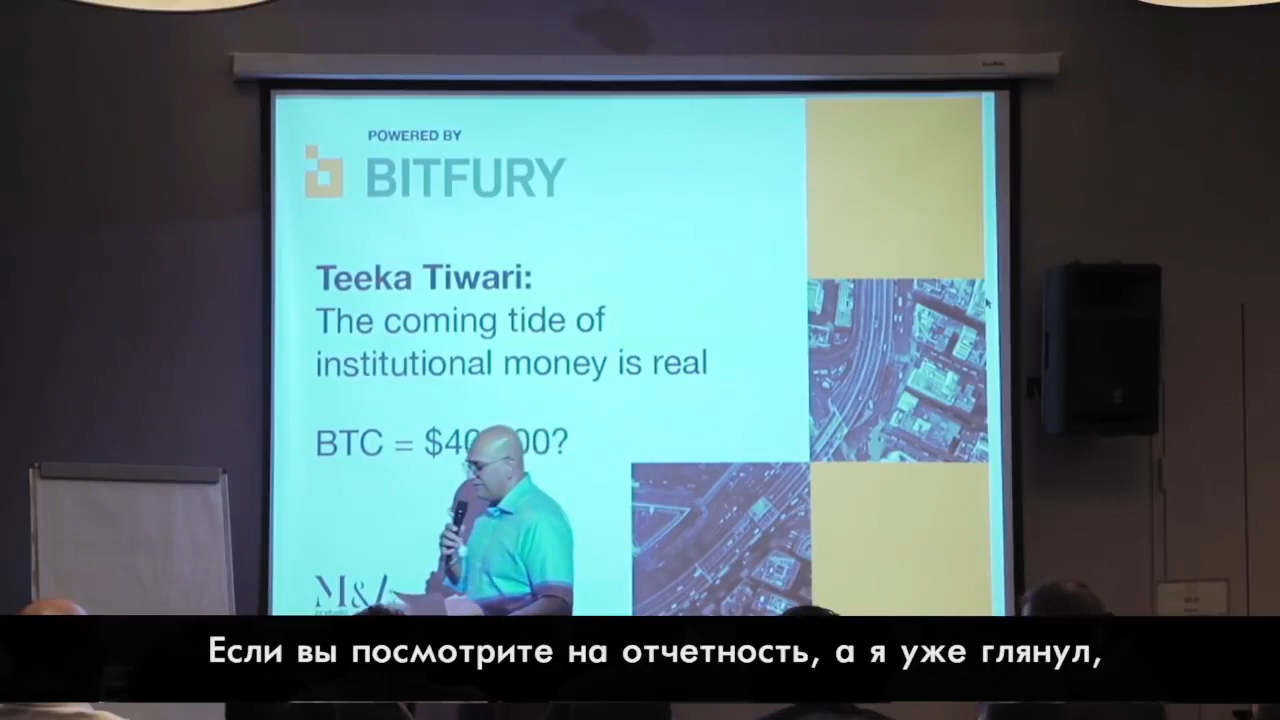 POWERED BY
BITFURY
Teeka Tiwari:
The coming tide of
institutional money is real
BTC = $40,000?
Если вы посмотрите на отчетность, а я уже глянул,